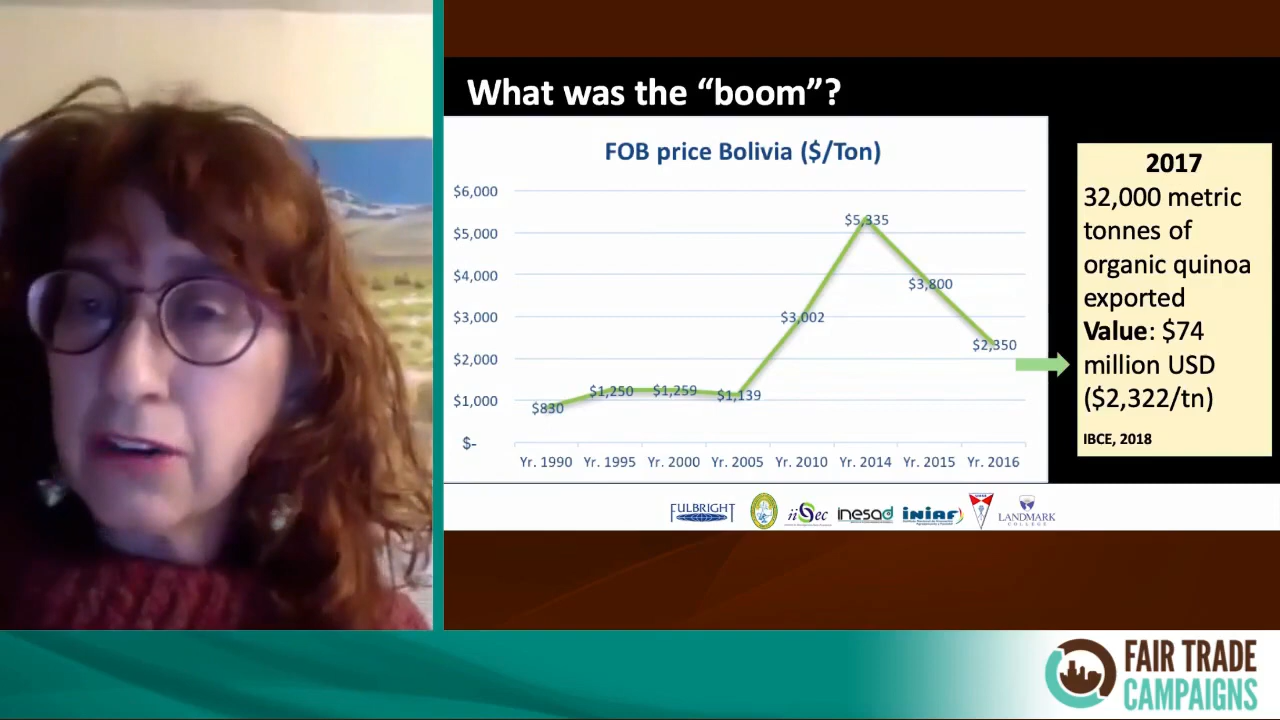 What was the “boom”?
FOB price Bolivia ($/Ton)
$6,000
$5,000
$4,000
$3,000
$2,000
$1,000
$-
$830
$1,250
$1,259
$1,139
$3,002
$5,335
$3,800
$2,350
Yr. 1990 Yr. 1995 Yr. 2000 Yr. 2005 Yr. 2010 Yr. 2014 Yr. 2015 Yr. 2016
2017
32,000 metric
tonnes of
organic quinoa
exported
Value: $74
million USD
($2,322/tn)
IBCE, 2018
FULBRIGHT
iiSec
inesad
iniaf
LANDMARK
COLLEGE
FAIR TRADE
CAMPAIGNS